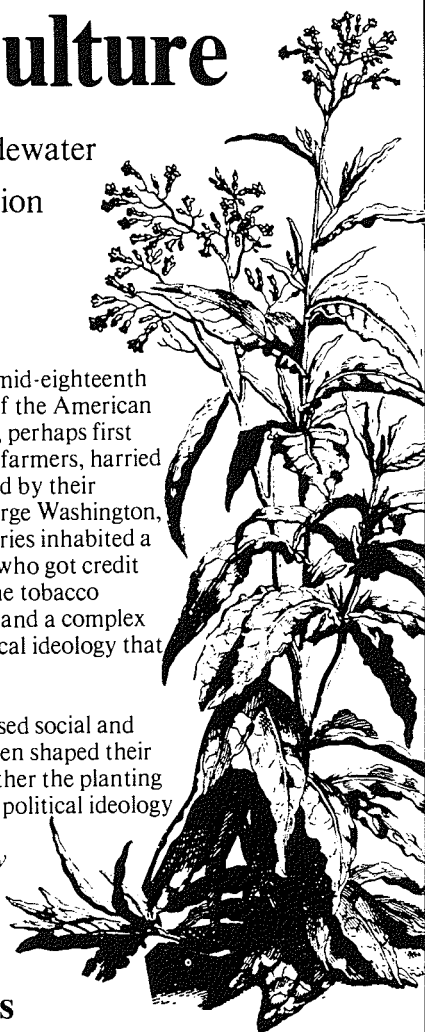 ulture
dewater
ion
mid-eighteenth
f the American
, perhaps first
farmers, harried
d by their
rge Washington,
ries inhabited a
who got credit
ne tobacco
and a complex
cal ideology that
sed social and
en shaped their
ther the planting
political ideology
y
s